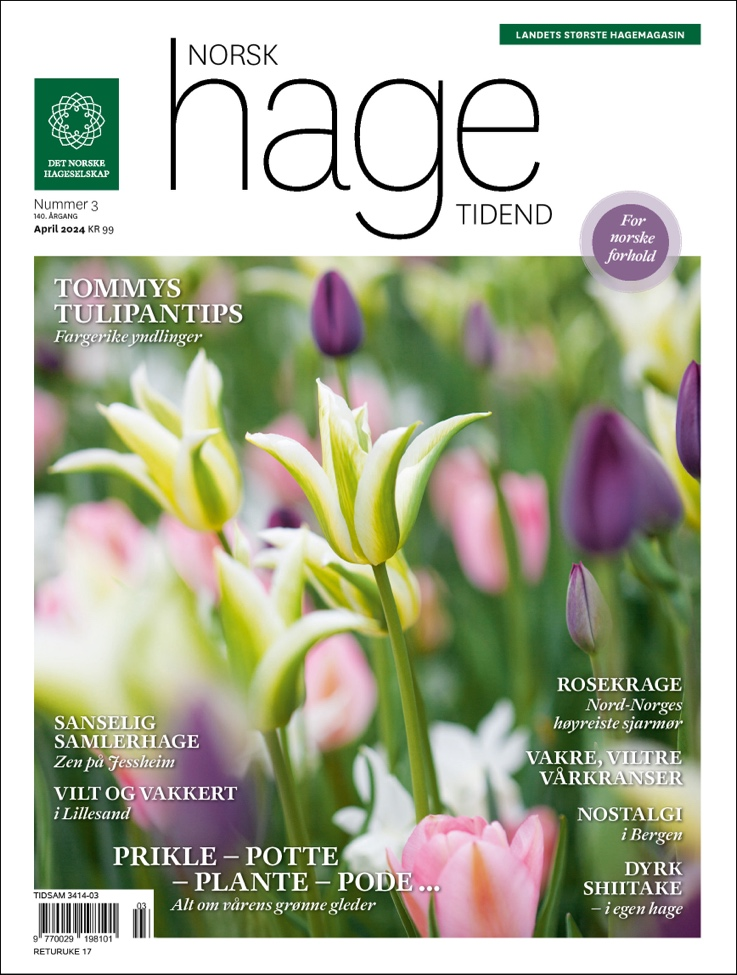 LANDETS STØRSTE HAGEMAGASIN
NORSK
hage
TIDEND
DET NORSKE
HAGESELSKAP
Nummer 3
140. ÅRGANG
April 2024 KR 99
For
norske
forhold
TOMMYS
TULIPANTIPS
Fargerike yndlinger
SANSELIG
SAMLERHAGE
Zen på Jessheim
VILT OG VAKKERT
i Lillesand
ROSEKRAGE
Nord-Norges
høyreiste sjarmør
VAKRE, VILTRE
VÅRKRANSER
NOSTALGI
i Bergen
DYRK
SHIITAKE
– i egen hage
PRIKLE – POTTE
– PLANTE – PODE ...
Alt om vårens grønne gleder
TIDSAM 3414-03
03
9 770029 198101
RETURUKE 17